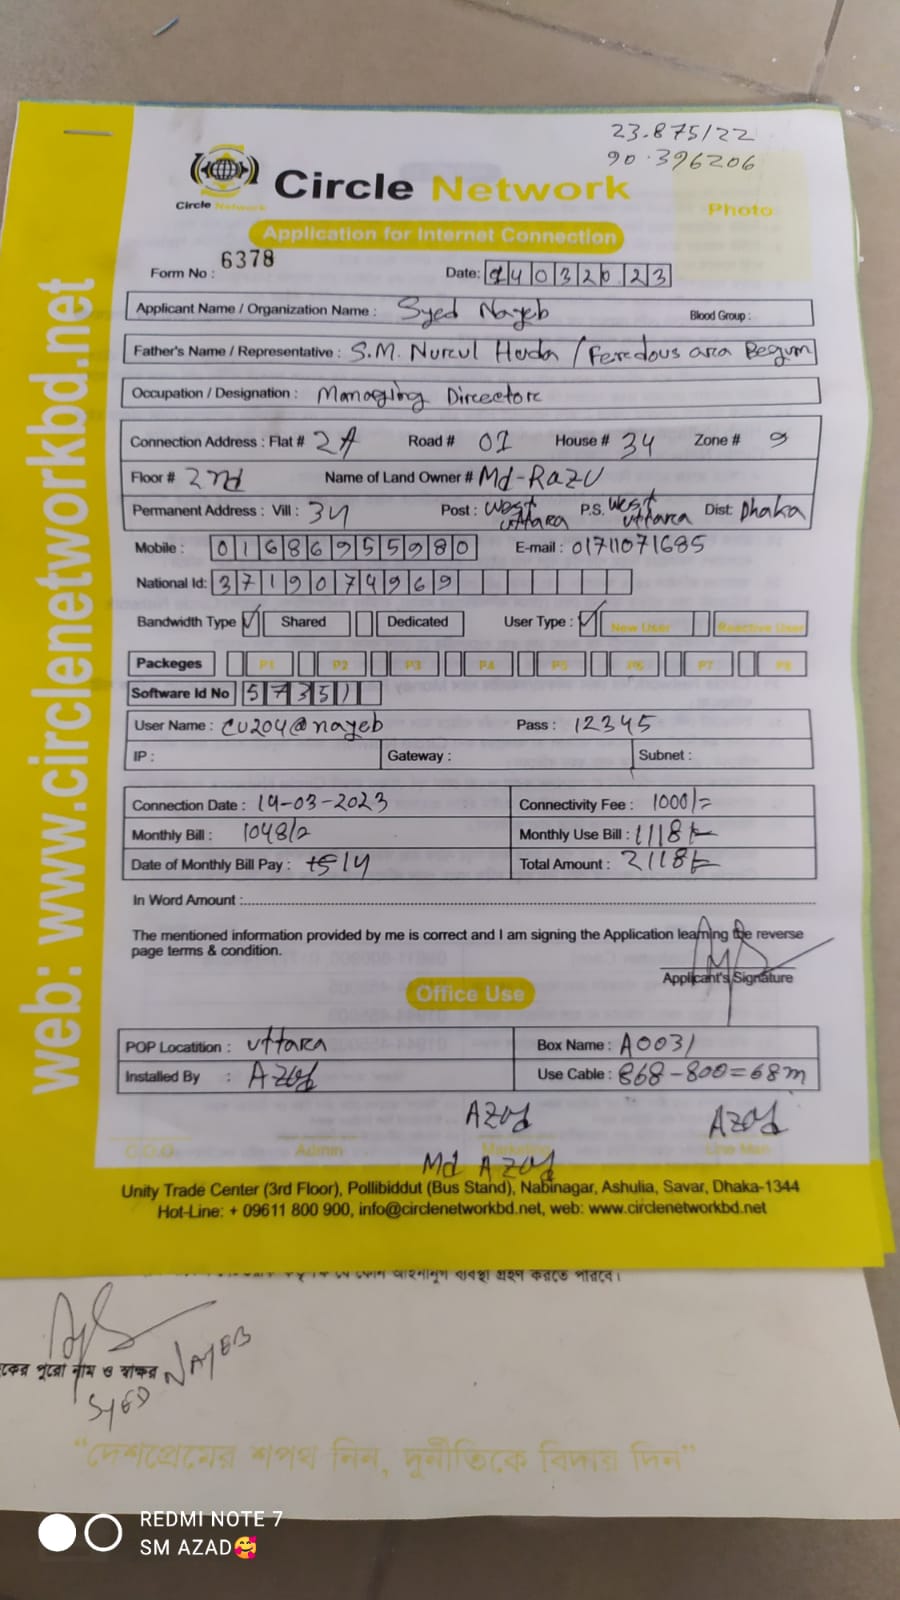 23.875122
90.396206
Circle Network
Circle Network
Photo
Application for Internet Connection
Form No : 6378
Date: 14032023
Applicant Name / Organization Name : Syed Nayeb Blood Group :
Father's Name / Representative : S.M. Nurul Huda / Ferdous ara Begum
Occupation / Designation : Managing Director
Connection Address : Flat # 2A Road # 01 House # 34 Zone # 9
Floor # 2nd Name of Land Owner # Md-Razu
Permanent Address : Vill : 34 Post : West uttara P.S. West uttara Dist: Dhaka
Mobile : 01686955980 E-mail : 01711071685
National Id: 3719074969
Bandwidth Type ✓ Shared Dedicated User Type : ✓ New User Reactive User
Packeges P1 P2 P3 P4 P5 P6 P7 P8
Software Id No 57351
User Name : CU204@nayeb Pass : 12345
IP : Gateway : Subnet :
Connection Date : 14-03-2023 Connectivity Fee : 1000/=
Monthly Bill : 1048/= Monthly Use Bill : 1118
Date of Monthly Bill Pay : Total Amount : 2118
In Word Amount :
The mentioned information provided by me is correct and I am signing the Application learning the reverse
page terms & condition.
Applicant's Signature
Office Use
POP Locatition : uttara Box Name : A0031
Installed By : Azad Use Cable : 868-800=68m
Azad Azad
C.C.O Admin Marketing Line Man
Md Azad
Unity Trade Center (3rd Floor), Pollibiddut (Bus Stand), Nabinagar, Ashulia, Savar, Dhaka-1344
Hot-Line: + 09611 800 900, info@circlenetworkbd.net, web: www.circlenetworkbd.net
web: www.circlenetworkbd.net
যে কোন আইনানুগ ব্যবস্থা গ্রহণ করতে পারবে।
পুরো নাম ও স্বাক্ষর
SYED NAYEB
“দেশপ্রেমের শপথ নিন, দূর্নীতিকে বিদায় দিন”
REDMI NOTE 7
SM AZAD🥰